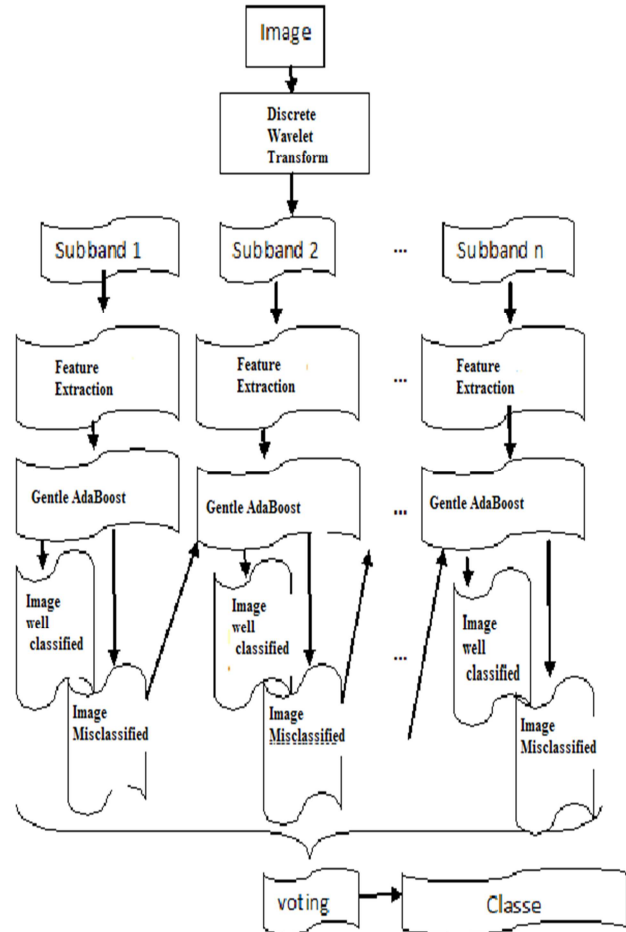 Image
Discrete
Wavelet
Transform
Subband 1
Subband 2
...
Subband n
Feature
Extraction
Feature
Extraction
...
Feature
Extraction
Gentle AdaBoost
Gentle AdaBoost
...
Gentle AdaBoost
Image
well
classified
Image
Misclassified
Image
well
classified
Image
Misclassified
...
Image
well
classified
Image
Misclassified
voting
Classe